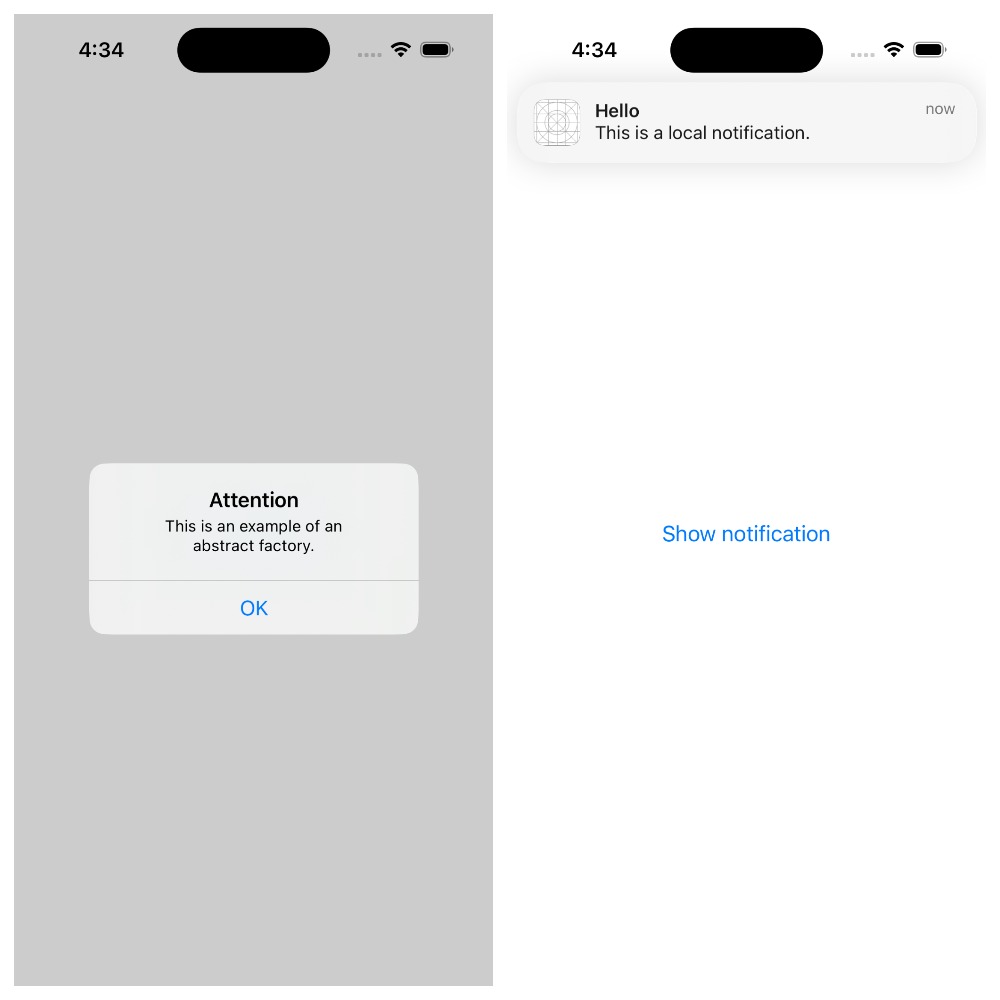 4:34
Attention
This is an example of an
abstract factory.
OK
4:34
Hello
now
This is a local notification.
Show notification